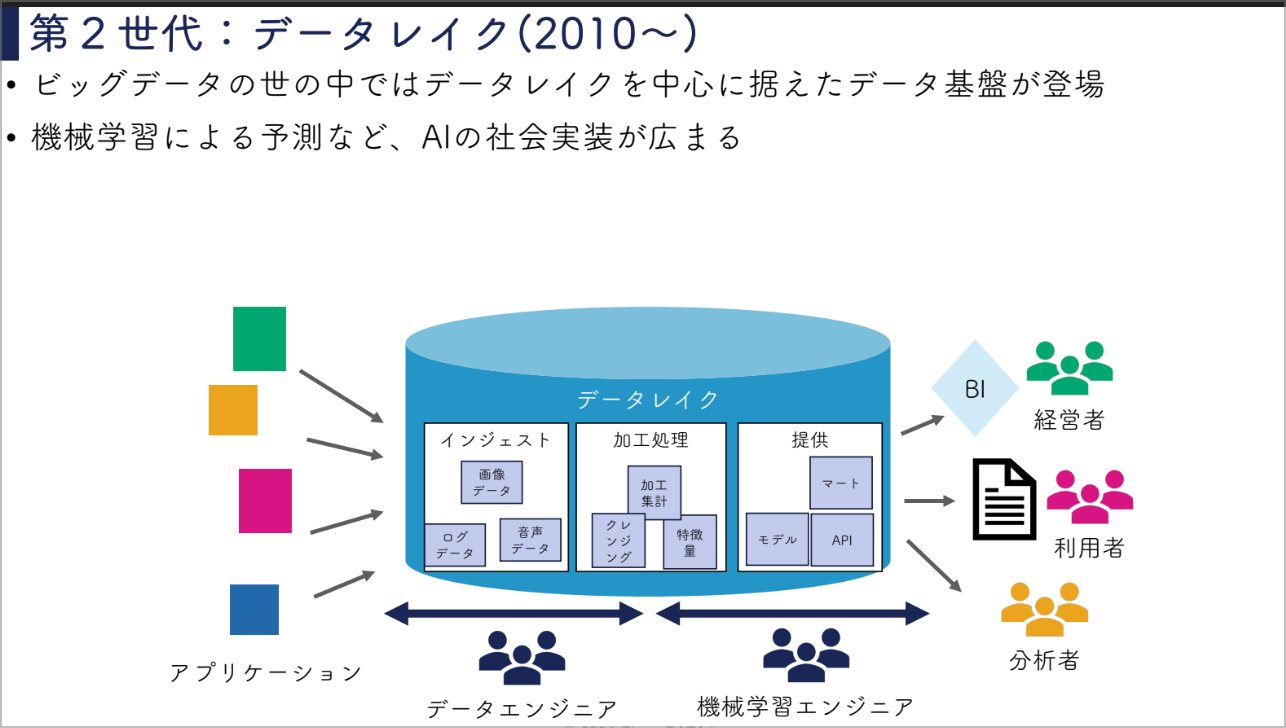 第２世代：データレイク(2010～)
• ビッグデータの世の中ではデータレイクを中心に据えたデータ基盤が登場
• 機械学習による予測など、AIの社会実装が広まる
データレイク
インジェスト
画像
データ
ログ
データ
音声
データ
加工処理
加工
集計
クレ
ンジ
ング
特徴
量
提供
マート
モデル
API
BI
経営者
利用者
分析者
アプリケーション
データエンジニア
機械学習エンジニア